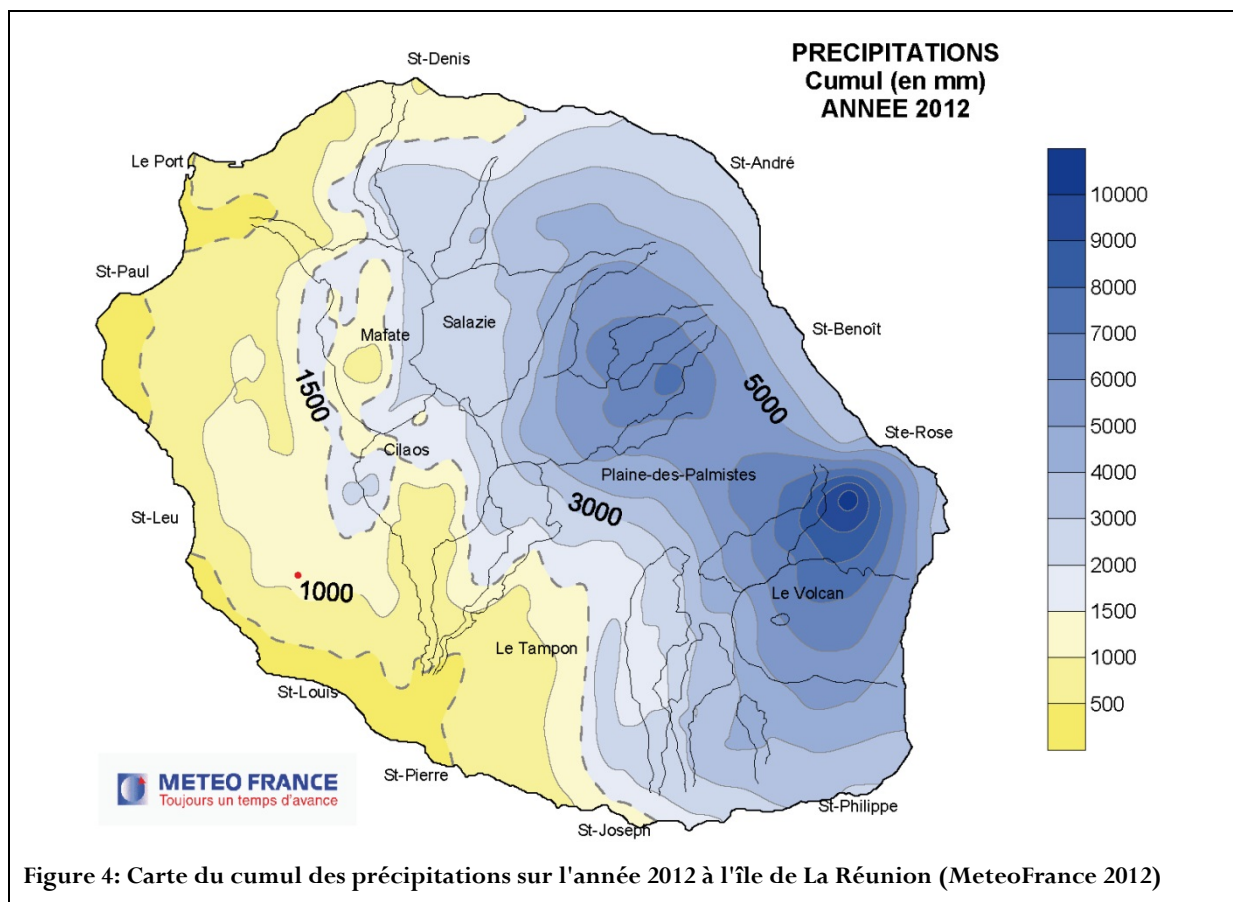 PRECIPITATIONS
Cumul (en mm)
ANNEE 2012
St-Denis
Le Port
St-André
St-Paul
Mafate
Salazie
St-Benoît
1500
5000
Cilaos
Plaine-des-Palmistes
Ste-Rose
3000
St-Leu
1000
Le Volcan
Le Tampon
St-Louis
St-Pierre
St-Joseph
St-Philippe
10000
9000
8000
7000
6000
5000
4000
3000
2000
1500
1000
500
METEO FRANCE
Toujours un temps d'avance
Figure 4: Carte du cumul des précipitations sur l'année 2012 à l'île de La Réunion (MeteoFrance 2012)